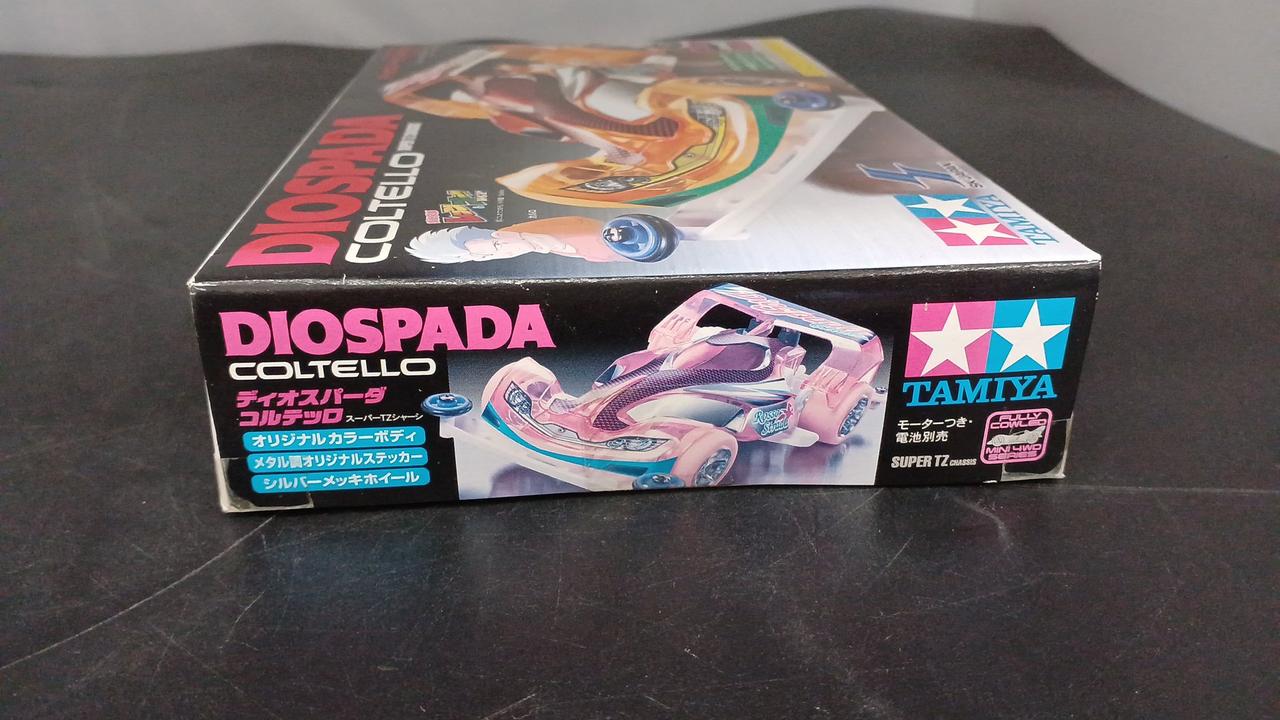 DIOSPADA
COLTELLO
TAMIYA
DIOSPADA
COLTELLO
ディオスパーダ
コルテッロ スーパーTZシャーシ
オリジナルカラーボディ
メタル調オリジナルステッカー
シルバーメッキホイール
TAMIYA
モーターつき・
電池別売
SUPER TZ CHASSIS
FULLY
COWLED
MINI 4WD
SERIES